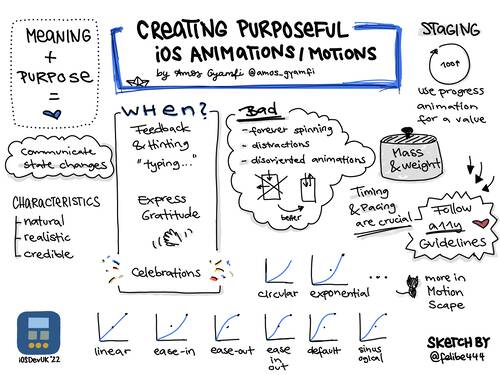 MEANING
+
PURPOSE
=
CREATING PURPOSEFUL
iOS ANIMATIONS/MOTIONS
by Amos Gyamfi @amos_gyamfi
STAGING
100%
use progress
animation
for a value
Communicate
state changes
CHARACTERISTICS
- natural
- realistic
- credible
WHEN?
Feedback
& Hinting
"typing..."
Express
Gratitude
Celebrations
Bad
- forever spinning
- distractions
- disoriented animations
better
Mass
& weight
Timing
& Pacing
are crucial
Follow
a11y
Guidelines
circular
exponential
...
more in
Motion
Scape
linear
ease-in
ease-out
ease
in
out
default
sinus
ogical
iOSDevUK '22
SKETCH BY
@felibe444